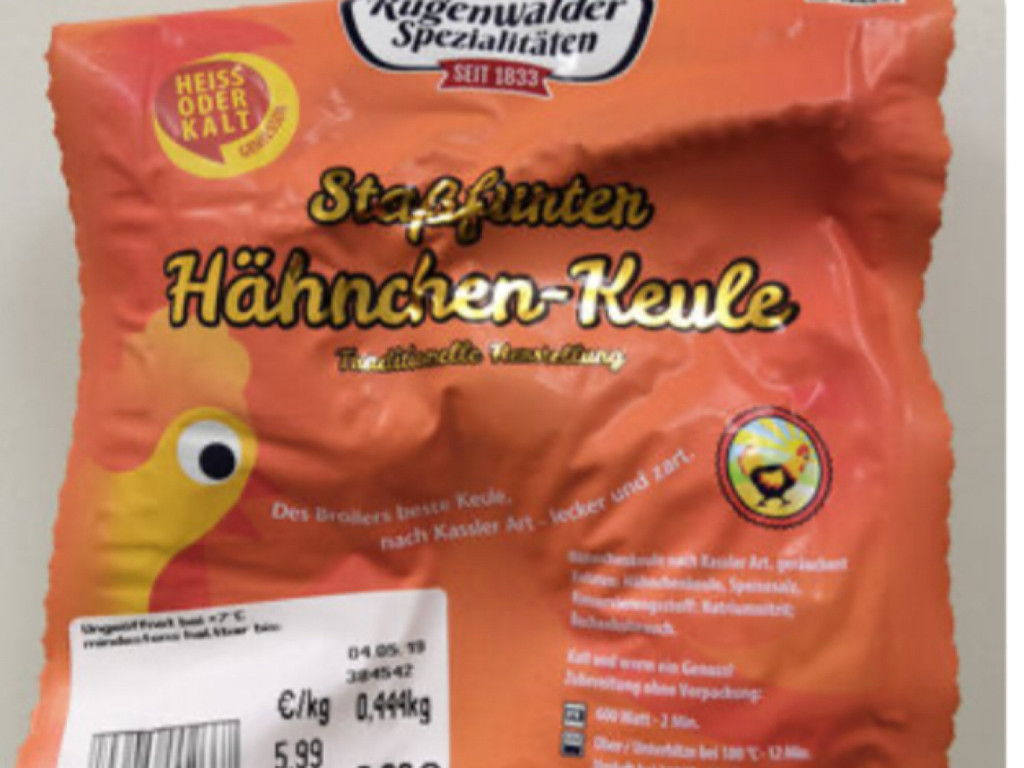 Rügenwalder
Spezialitäten
SEIT 1833
HEISS
ODER
KALT
Staßfurter
Hähnchen-Keule
Traditionelle Herstellung
Des Broilers beste Keule,
nach Kassler Art - lecker und zart.
Hähnchenkeule nach Kassler Art, geräuchert
Zutaten: Hähnchenkeule, Speisesalz,
Konservierungsstoff: Natriumnitrit;
Buchenholzrauch.
Kalt und warm ein Genuss!
Zubereitung ohne Verpackung:
600 Watt - 2 Min.
Ober-/Unterhitze bei 180 °C - 12 Min.
Ungeöffnet bei +7°C
mindestens haltbar bis:
04.05.19
384542
€/kg 0,444kg
5,99